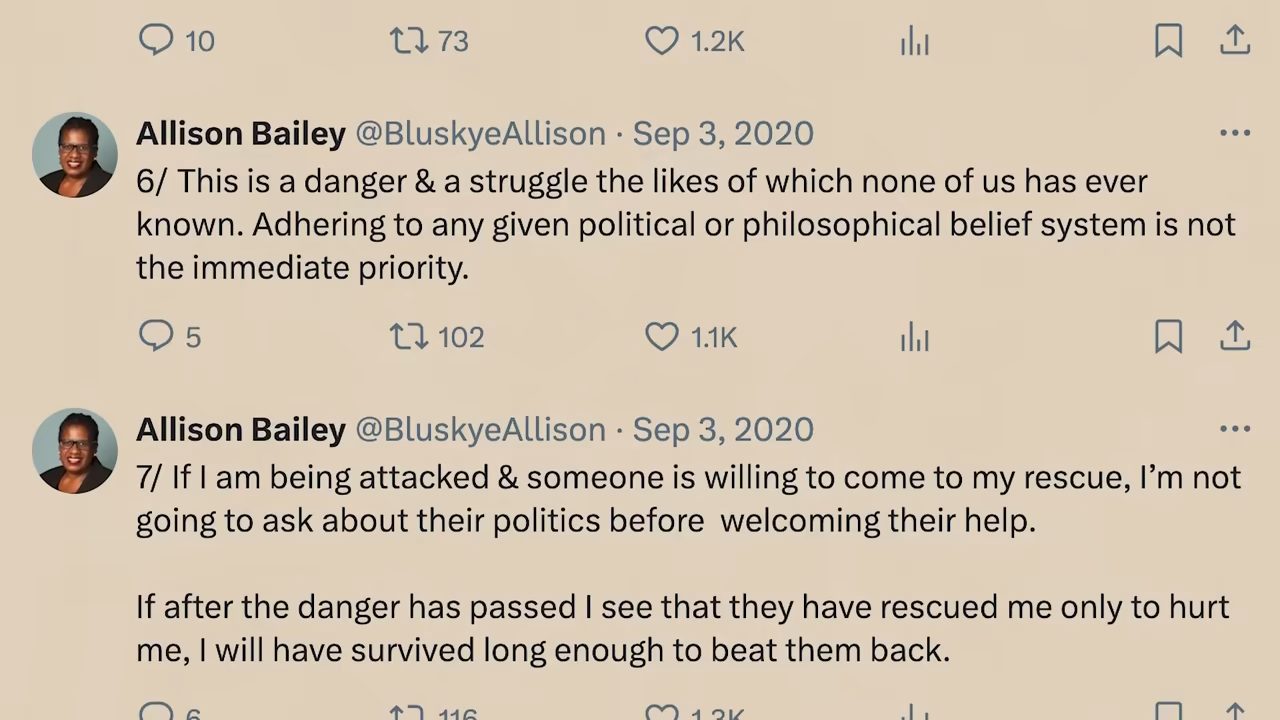 10 73 1.2K
Allison Bailey @BluskyeAllison · Sep 3, 2020
6/ This is a danger & a struggle the likes of which none of us has ever
known. Adhering to any given political or philosophical belief system is not
the immediate priority.
5 102 1.1K
Allison Bailey @BluskyeAllison · Sep 3, 2020
7/ If I am being attacked & someone is willing to come to my rescue, I’m not
going to ask about their politics before  welcoming their help.
If after the danger has passed I see that they have rescued me only to hurt
me, I will have survived long enough to beat them back.
6 116 1.3K